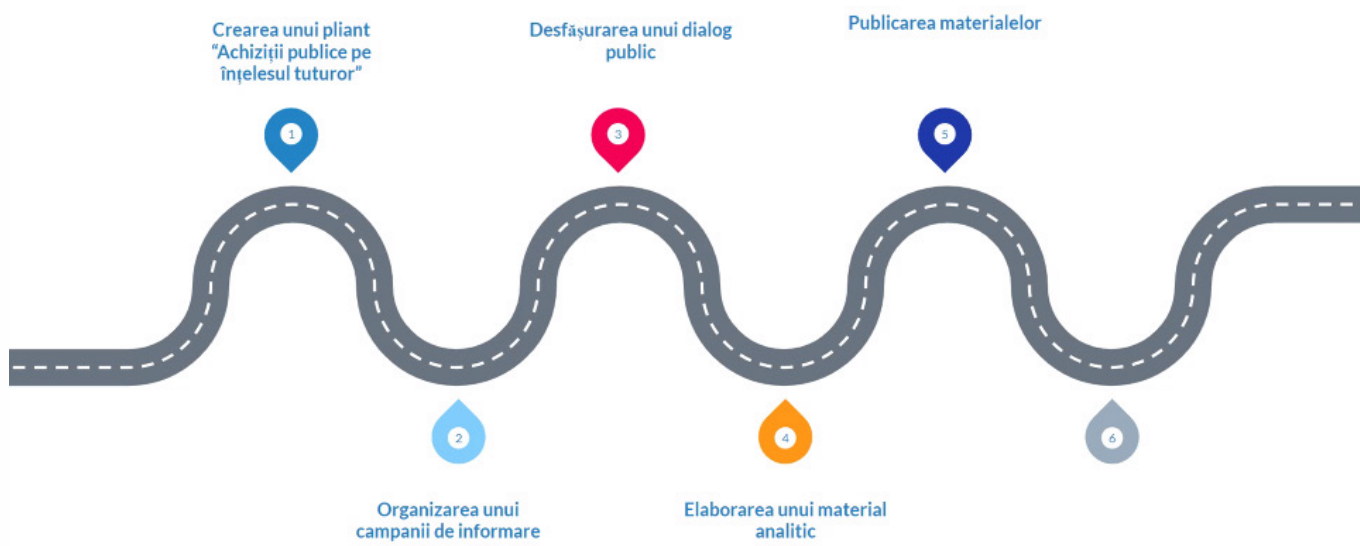 Crearea unui pliant
“Achiziții publice pe
înțelesul tuturor”
1
Organizarea unui
campanii de informare
2
Desfășurarea unui dialog
public
3
Elaborarea unui material
analitic
4
Publicarea materialelor
5
6